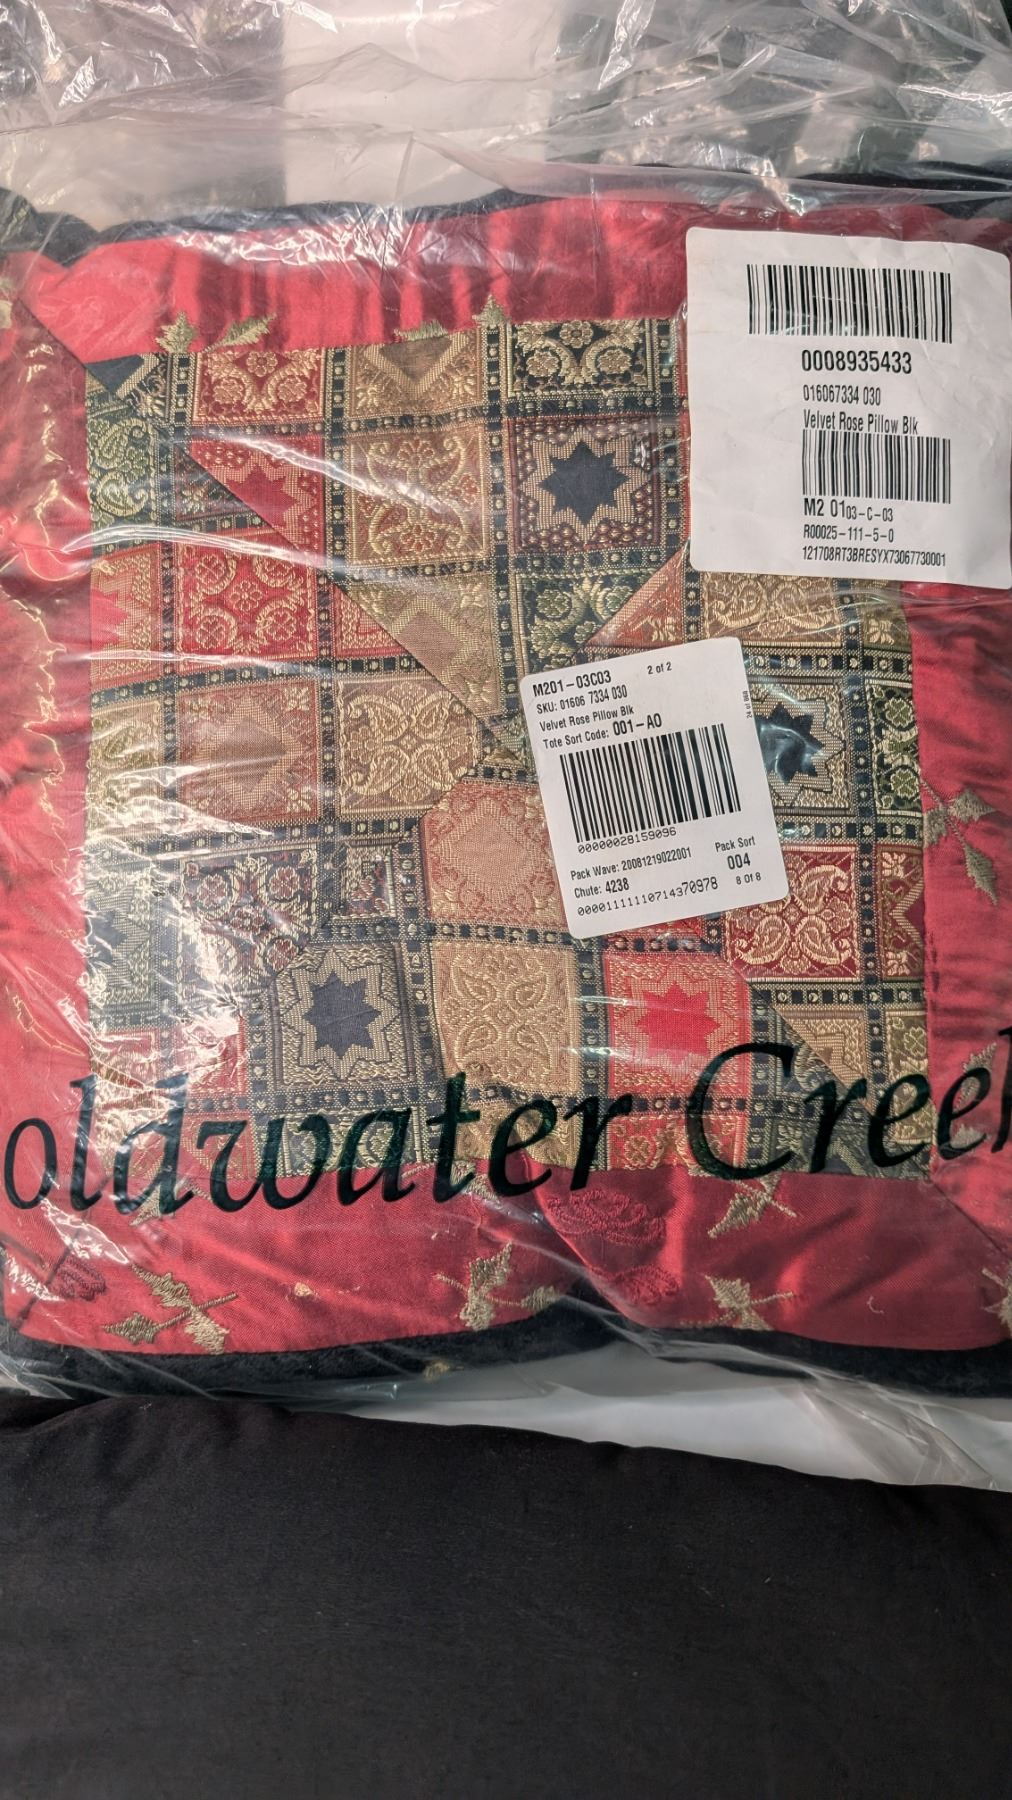 0008935433
016067334 030
Velvet Rose Pillow Blk
M2 0103-C-03
R00025-111-5-0
121708RT3BRESYX73067730001
M201-03C03 2 of 2
SKU: 01606 7334 030
Velvet Rose Pillow Blk
Tote Sort Code: 001-AO
00000028159096
Pack Wave: 20081219022001 Pack Sort
Chute: 4238 004
00001111110714370978 8 Of 8
oldwater Creek